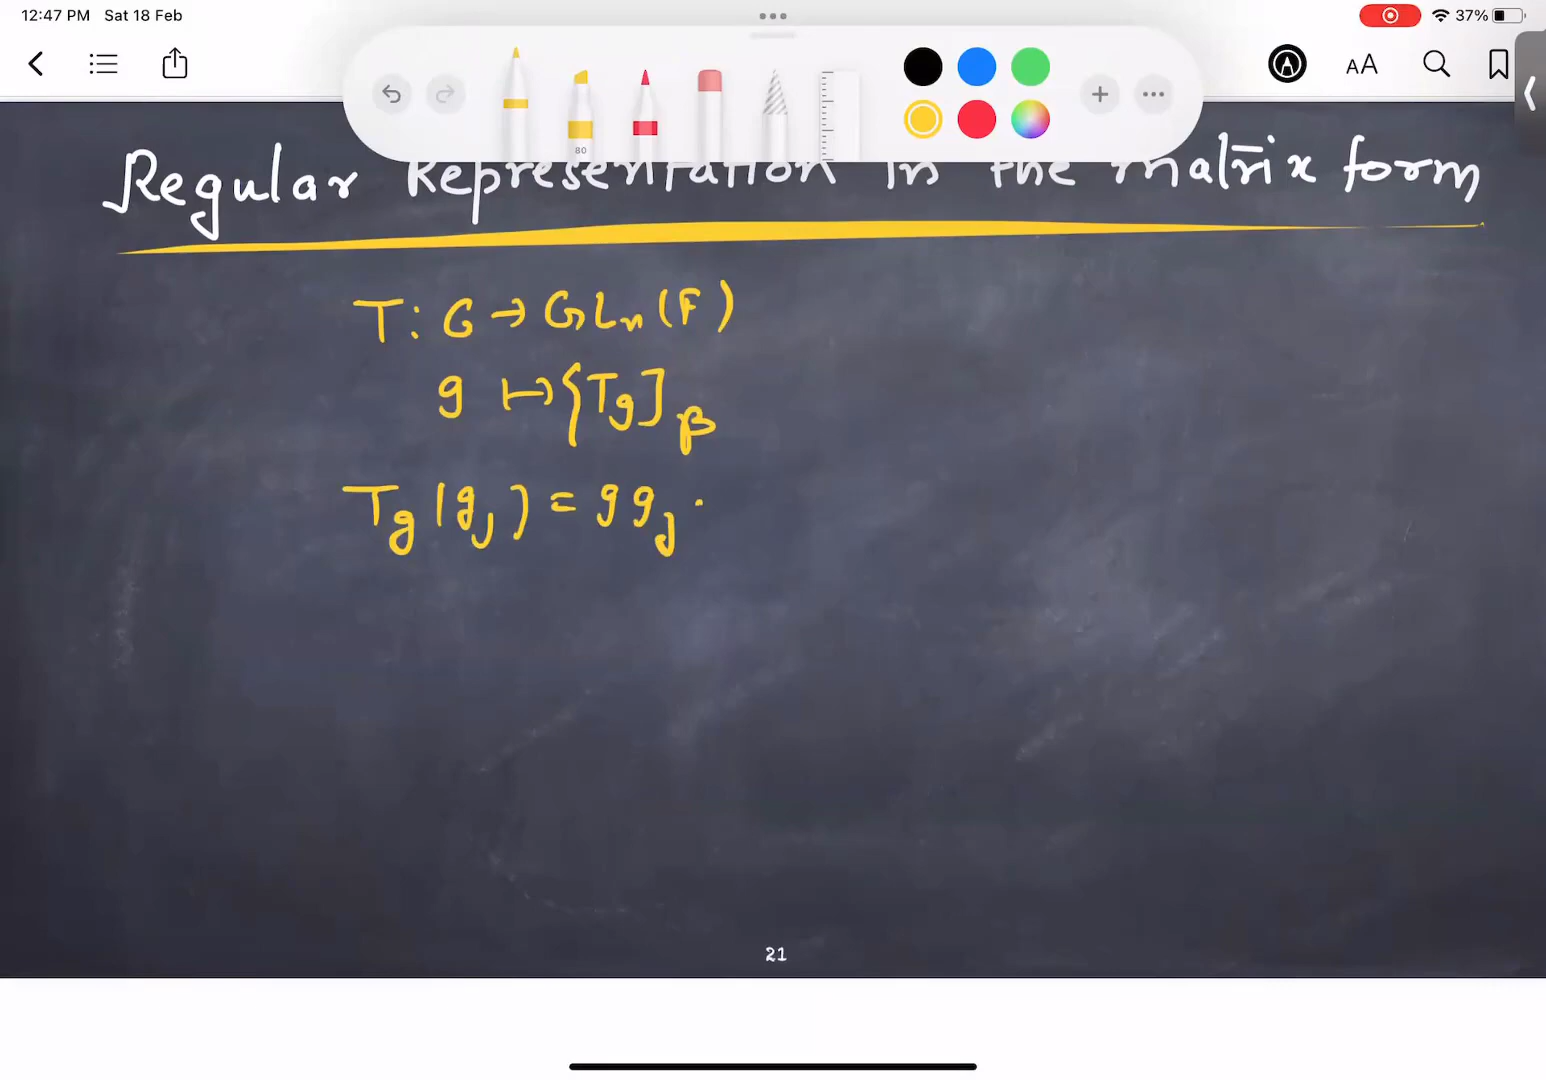 12:47 PM Sat 18 Feb
37%
AA
80
Regular Representation in the matrix form
T: G → GLn(F)
g ↦ {Tg]β
Tg(gj) = ggj.
21